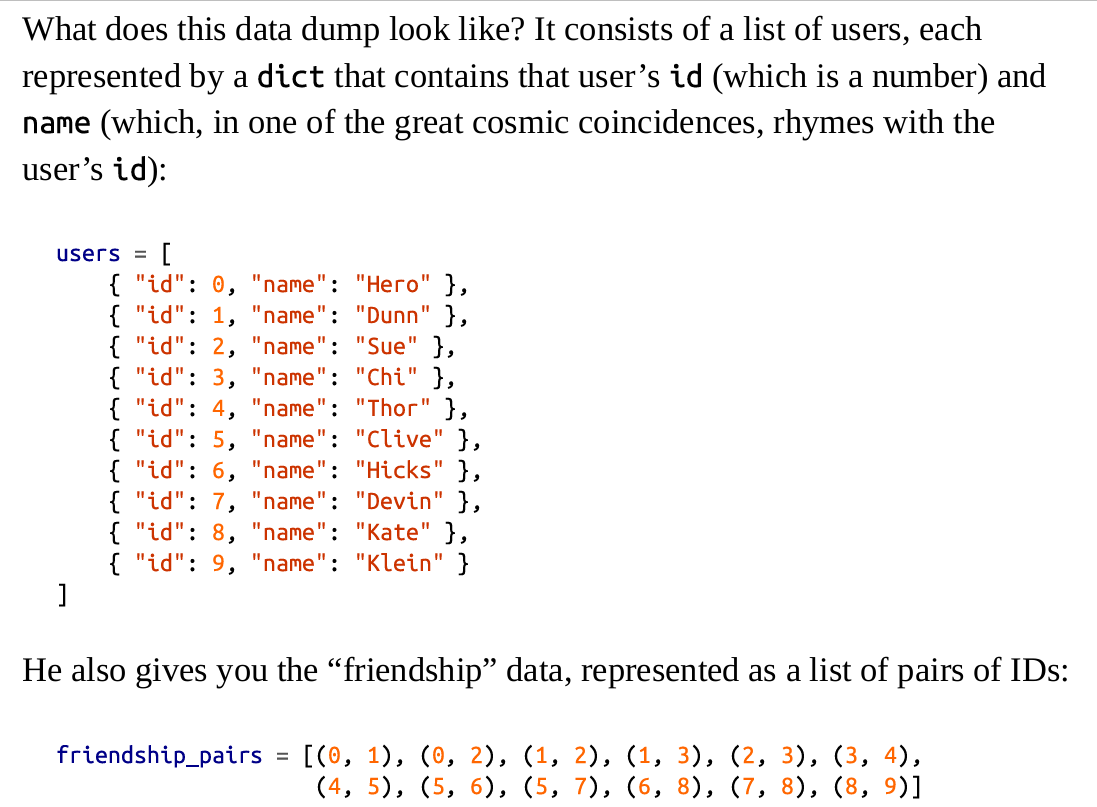 What does this data dump look like? It consists of a list of users, each
represented by a dict that contains that user’s id (which is a number) and
name (which, in one of the great cosmic coincidences, rhymes with the
user’s id):
users = [
    { "id": 0, "name": "Hero" },
    { "id": 1, "name": "Dunn" },
    { "id": 2, "name": "Sue" },
    { "id": 3, "name": "Chi" },
    { "id": 4, "name": "Thor" },
    { "id": 5, "name": "Clive" },
    { "id": 6, "name": "Hicks" },
    { "id": 7, "name": "Devin" },
    { "id": 8, "name": "Kate" },
    { "id": 9, "name": "Klein" }
]
He also gives you the “friendship” data, represented as a list of pairs of IDs:
friendship_pairs = [(0, 1), (0, 2), (1, 2), (1, 3), (2, 3), (3, 4),
                    (4, 5), (5, 6), (5, 7), (6, 8), (7, 8), (8, 9)]